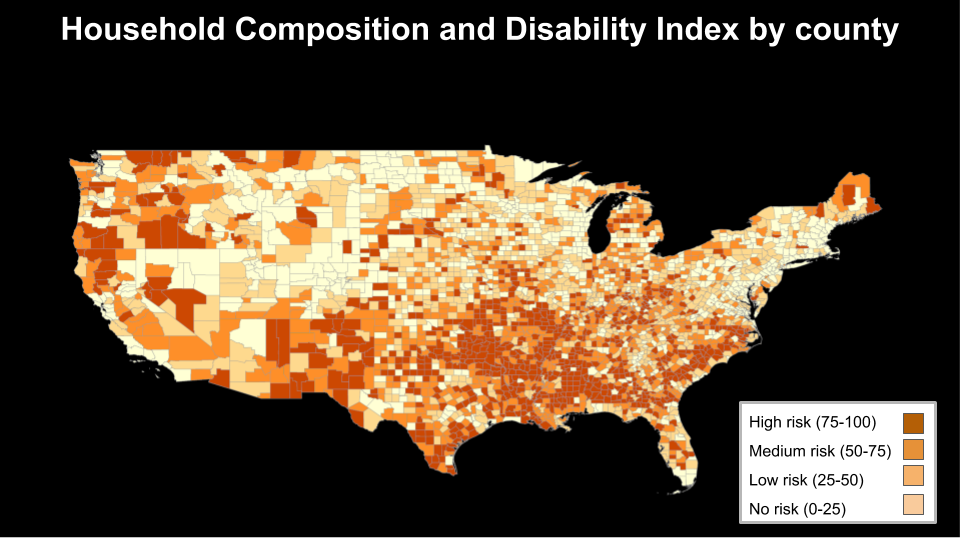 Household Composition and Disability Index by county
High risk (75-100)
Medium risk (50-75)
Low risk (25-50)
No risk (0-25)